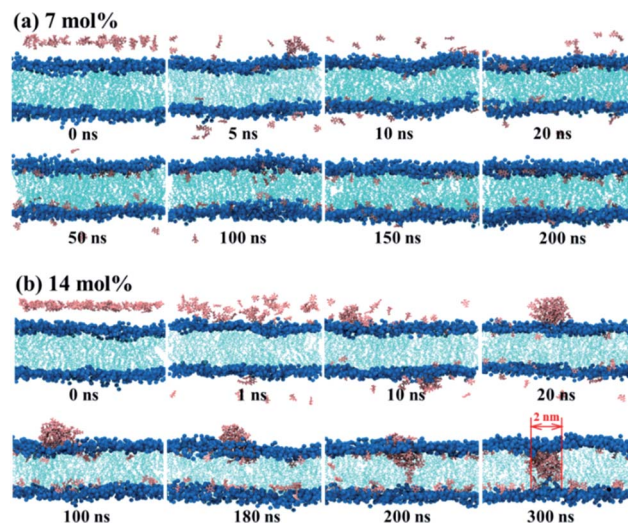 (a) 7 mol%
0 ns 5 ns 10 ns 20 ns
50 ns 100 ns 150 ns 200 ns
(b) 14 mol%
0 ns 1 ns 10 ns 20 ns
2 nm
100 ns 180 ns 200 ns 300 ns